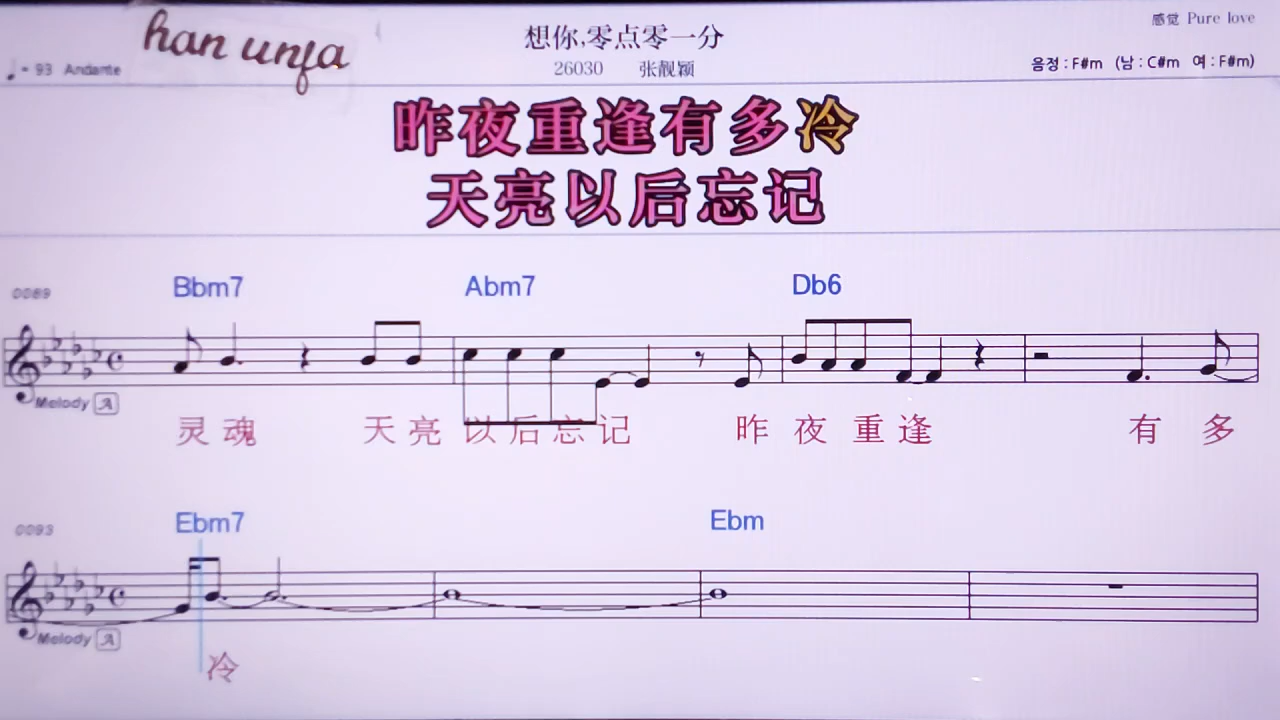 han unfa
想你,零点零一分
感觉 Pure love
♩= 93 Andante
26030 张靓颖
음정 : F#m (남 : C#m 여 : F#m)
昨夜重逢有多冷
天亮以后忘记
0089 Bbm7 Abm7 Db6
Melody A
灵魂 天亮以后忘记 昨夜重逢 有多
0093 Ebm7 Ebm
Melody A
冷